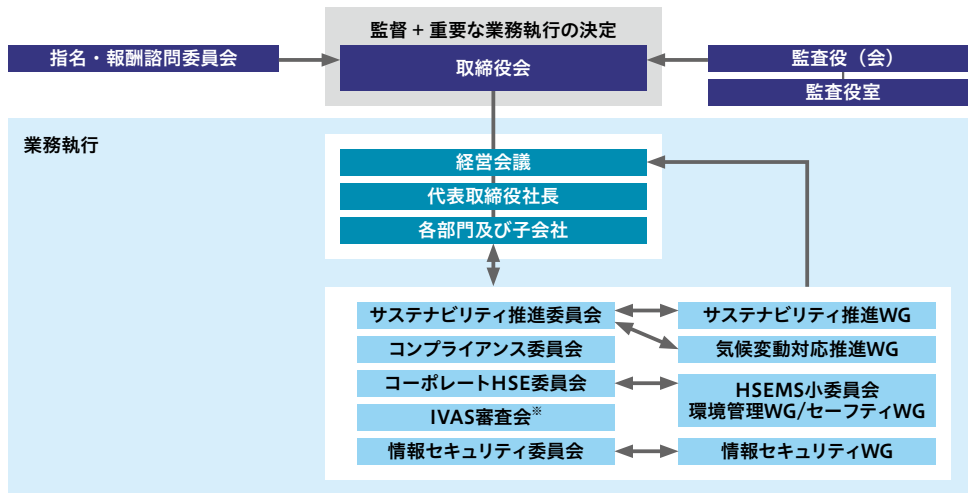 監督 + 重要な業務執行の決定
指名・報酬諮問委員会
取締役会
監査役（会）
監査役室
業務執行
経営会議
代表取締役社長
各部門及び子会社
サステナビリティ推進委員会
サステナビリティ推進WG
コンプライアンス委員会
気候変動対応推進WG
コーポレートHSE委員会
HSEMS小委員会
環境管理WG/セーフティWG
IVAS審査会※
情報セキュリティ委員会
情報セキュリティWG